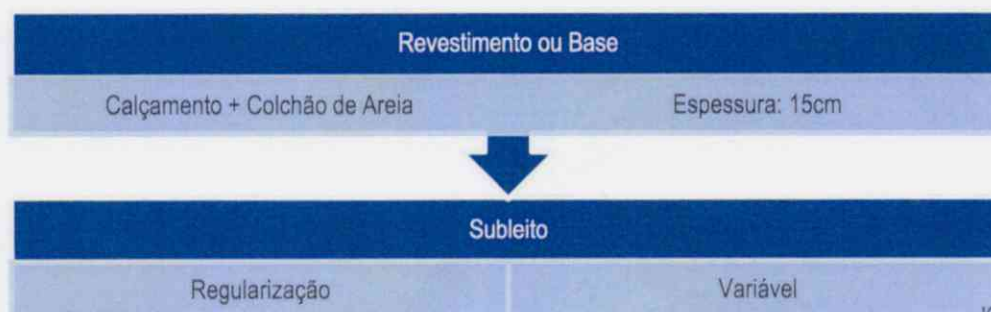 Revestimento ou Base
Calçamento + Colchão de Areia Espessura: 15cm
Subleito
Regularização Variável